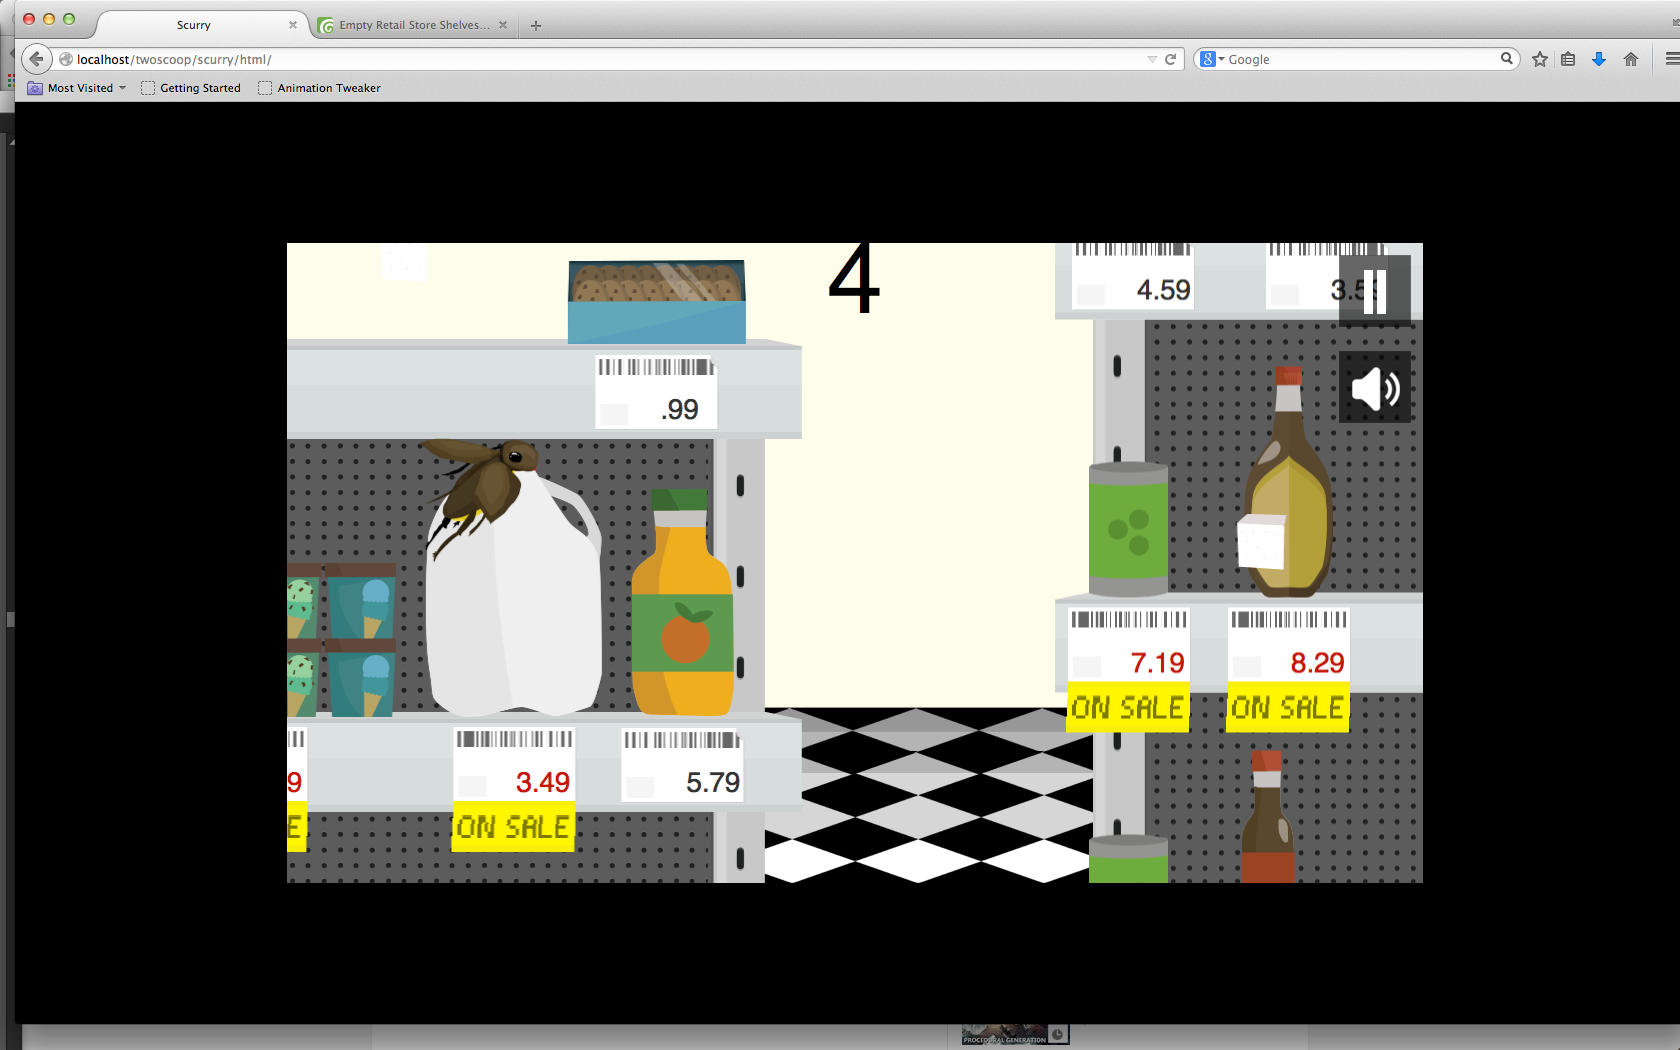 Scurry
Empty Retail Store Shelves...
localhost/twoscoop/scurry/html/
Google
Most Visited
Getting Started
Animation Tweaker
4
4.59
3.59
.99
7.19
8.29
ON SALE
ON SALE
9
3.49
5.79
E
ON SALE
PROCEDURAL GENERATION